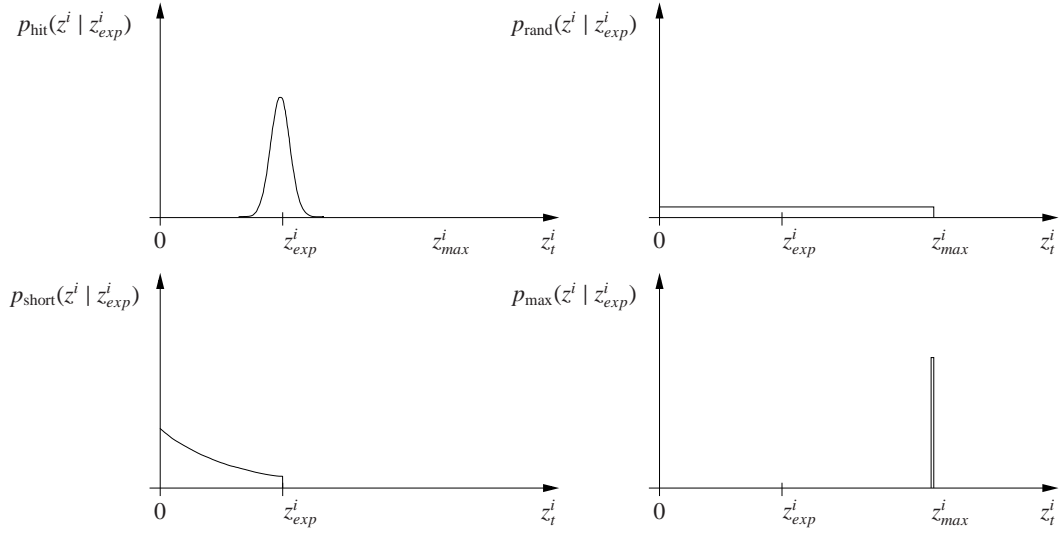 p_hit(z^i | z^i_exp)
0 z^i_exp z^i_max z^i_t
p_rand(z^i | z^i_exp)
0 z^i_exp z^i_max z^i_t
p_short(z^i | z^i_exp)
0 z^i_exp z^i_t
p_max(z^i | z^i_exp)
0 z^i_exp z^i_max z^i_t